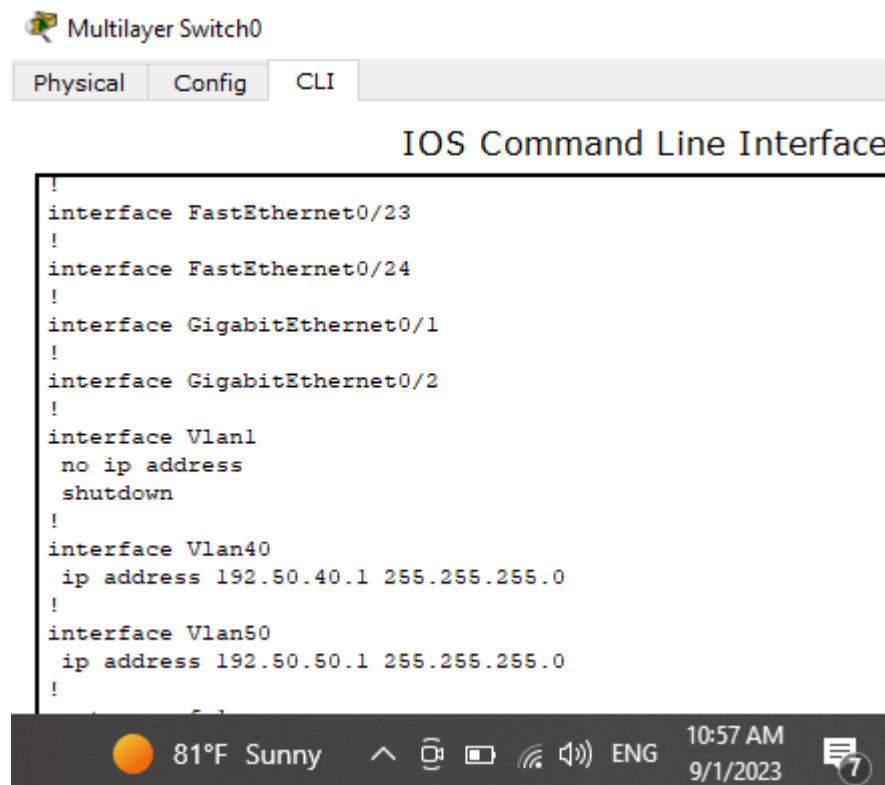 Multilayer Switch0
Physical Config CLI
IOS Command Line Interface
!
interface FastEthernet0/23
!
interface FastEthernet0/24
!
interface GigabitEthernet0/1
!
interface GigabitEthernet0/2
!
interface Vlan1
no ip address
shutdown
!
interface Vlan40
ip address 192.50.40.1 255.255.255.0
!
interface Vlan50
ip address 192.50.50.1 255.255.255.0
!
81°F Sunny ENG 10:57 AM
9/1/2023
7